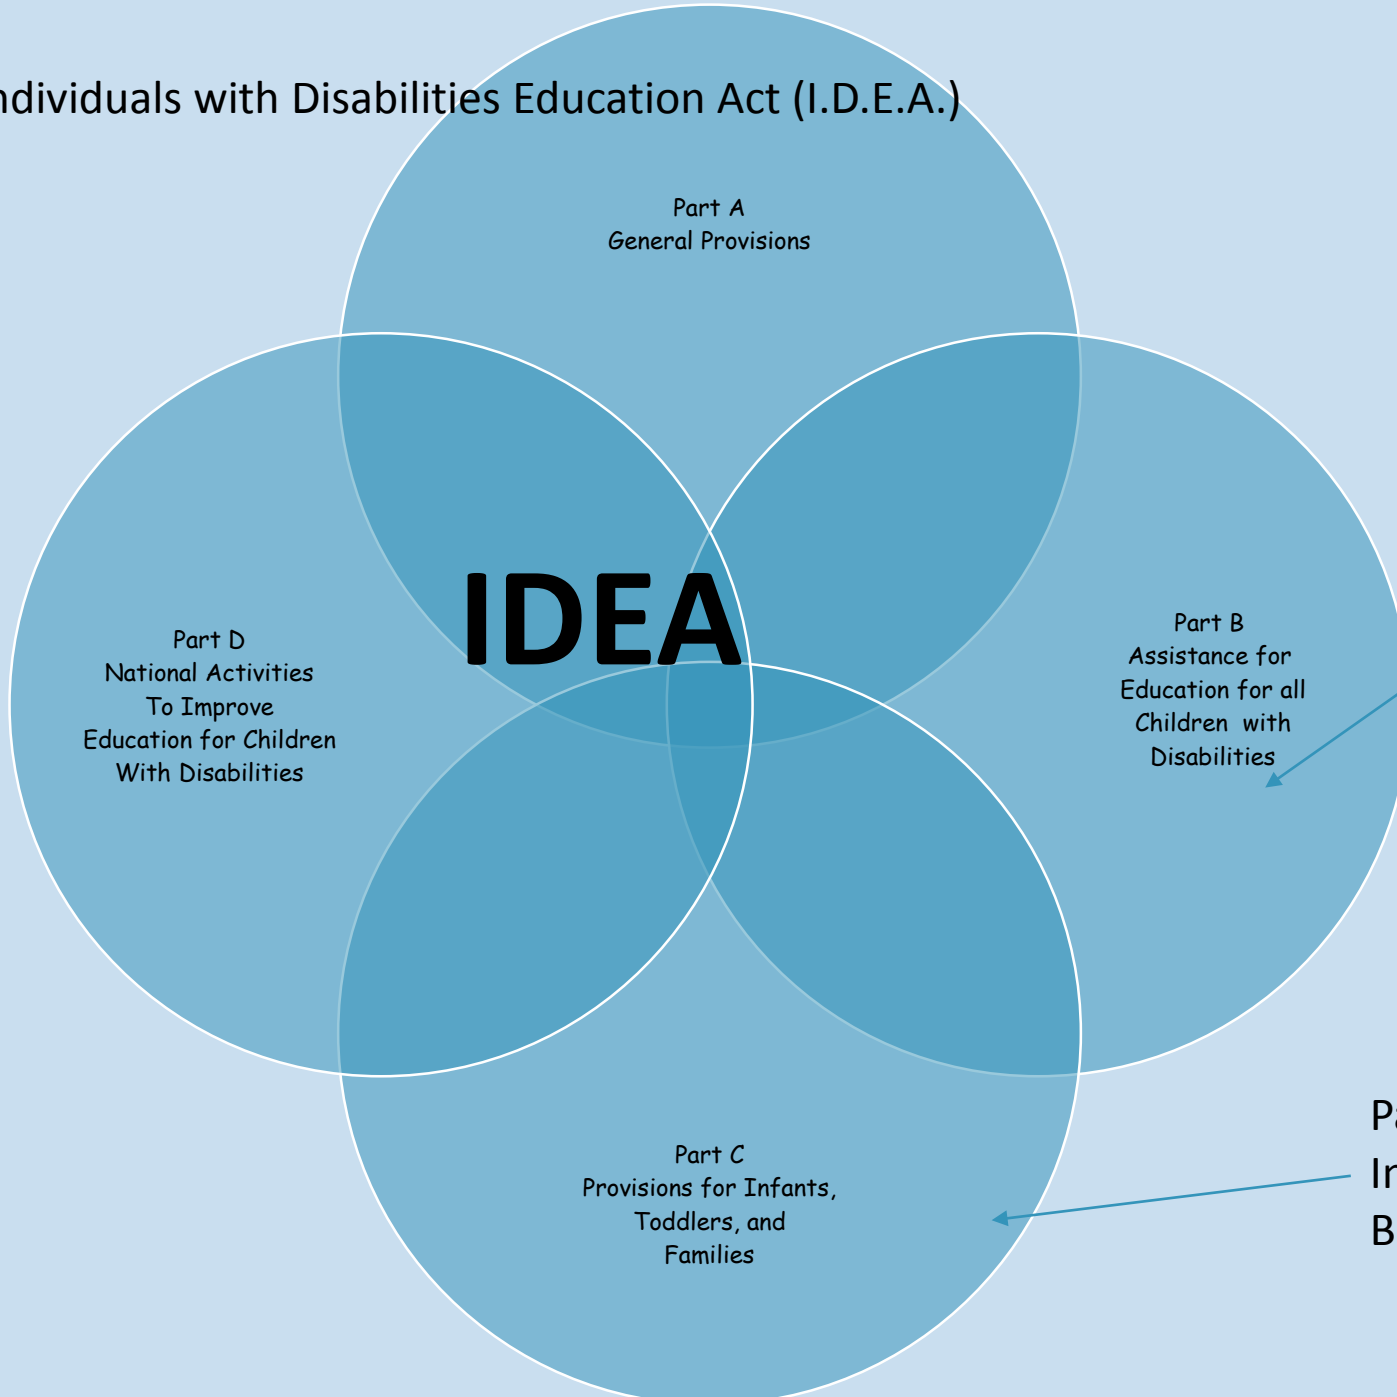 ndividuals with Disabilities Education Act (I.D.E.A.)
Part A
General Provisions
IDEA
Part D
National Activities
To Improve
Education for Children
With Disabilities
Part B
Assistance for
Education for all
Children with
Disabilities
Part C
Provisions for Infants,
Toddlers, and
Families